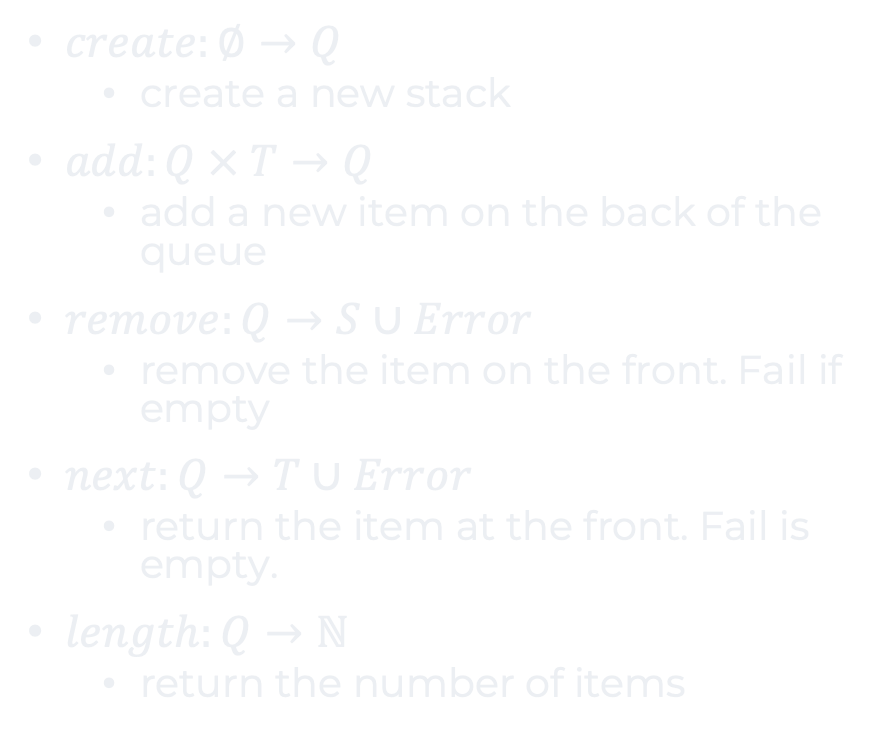 • create: ∅ → Q
• create a new stack
• add: Q × T → Q
• add a new item on the back of the
queue
• remove: Q → S ∪ Error
• remove the item on the front. Fail if
empty
• next: Q → T ∪ Error
• return the item at the front. Fail is
empty.
• length: Q → ℕ
• return the number of items